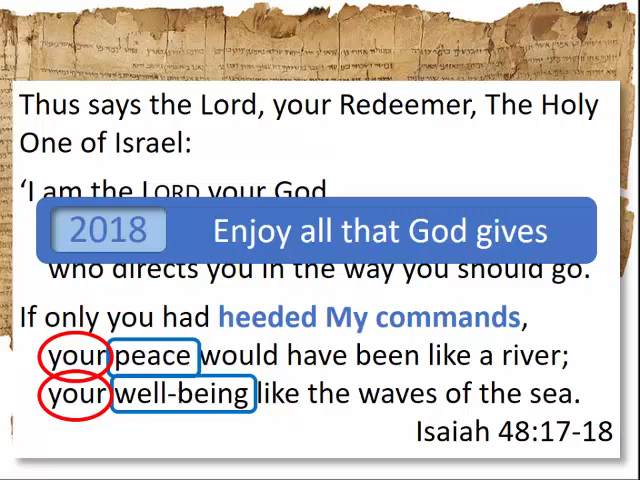 Thus says the Lord, your Redeemer, The Holy
One of Israel:
‘I am the LORD your God
2018 Enjoy all that God gives
who directs you in the way you should go.
If only you had heeded My commands,
your peace would have been like a river;
your well-being like the waves of the sea.
Isaiah 48:17-18